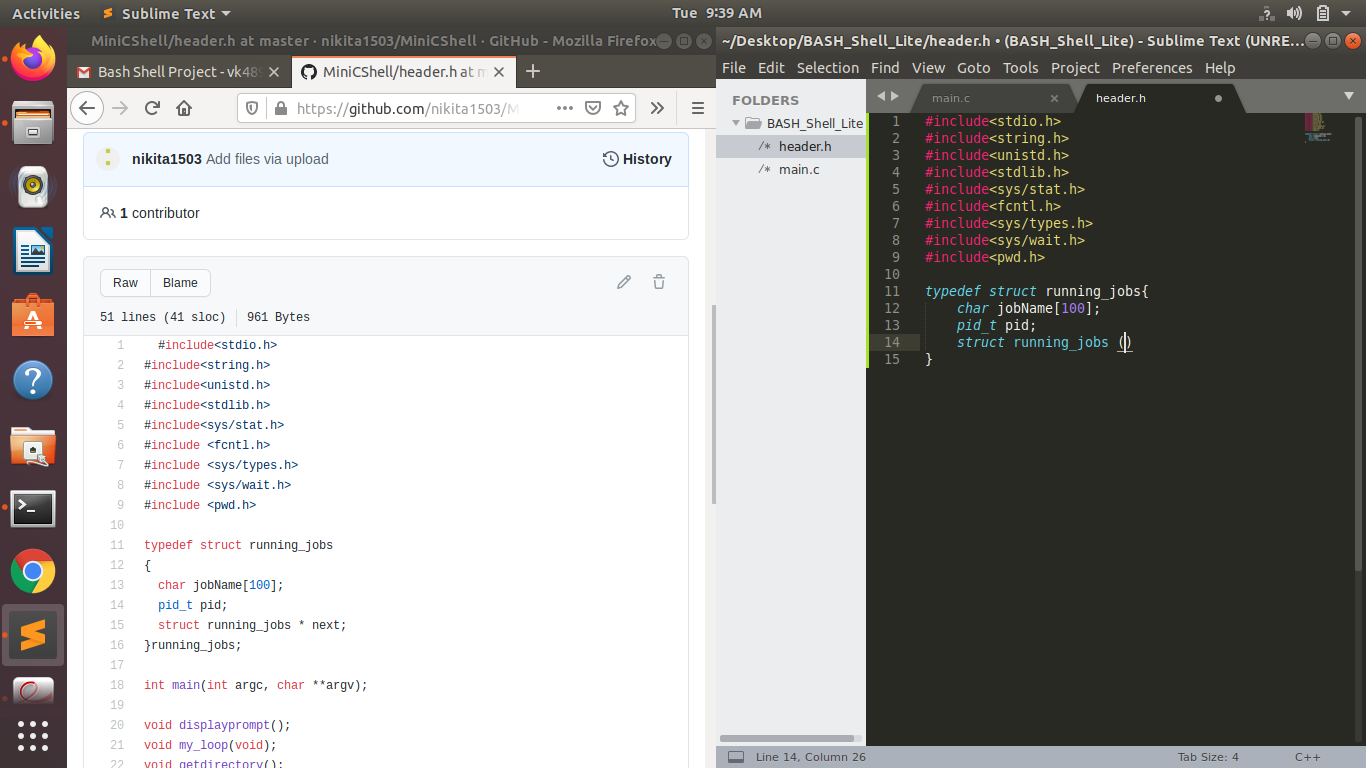 Activities Sublime Text Tue 9:39 AM
MiniCShell/header.h at master · nikita1503/MiniCShell · GitHub - Mozilla Firefox
Bash Shell Project - vk48 MiniCShell/header.h at m
https://github.com/nikita1503/M
nikita1503 Add files via upload History
1 contributor
Raw Blame
51 lines (41 sloc) 961 Bytes
1 #include<stdio.h>
2 #include<string.h>
3 #include<unistd.h>
4 #include<stdlib.h>
5 #include<sys/stat.h>
6 #include <fcntl.h>
7 #include <sys/types.h>
8 #include <sys/wait.h>
9 #include <pwd.h>
10
11 typedef struct running_jobs
12 {
13 char jobName[100];
14 pid_t pid;
15 struct running_jobs * next;
16 }running_jobs;
17
18 int main(int argc, char **argv);
19
20 void displayprompt();
21 void my_loop(void);
22 void getdirectory();
~/Desktop/BASH_Shell_Lite/header.h • (BASH_Shell_Lite) - Sublime Text (UNRE...
File Edit Selection Find View Goto Tools Project Preferences Help
FOLDERS
BASH_Shell_Lite
/* header.h
/* main.c
main.c header.h
1 #include<stdio.h>
2 #include<string.h>
3 #include<unistd.h>
4 #include<stdlib.h>
5 #include<sys/stat.h>
6 #include<fcntl.h>
7 #include<sys/types.h>
8 #include<sys/wait.h>
9 #include<pwd.h>
10
11 typedef struct running_jobs{
12 char jobName[100];
13 pid_t pid;
14 struct running_jobs ()
15 }
Line 14, Column 26 Tab Size: 4 C++